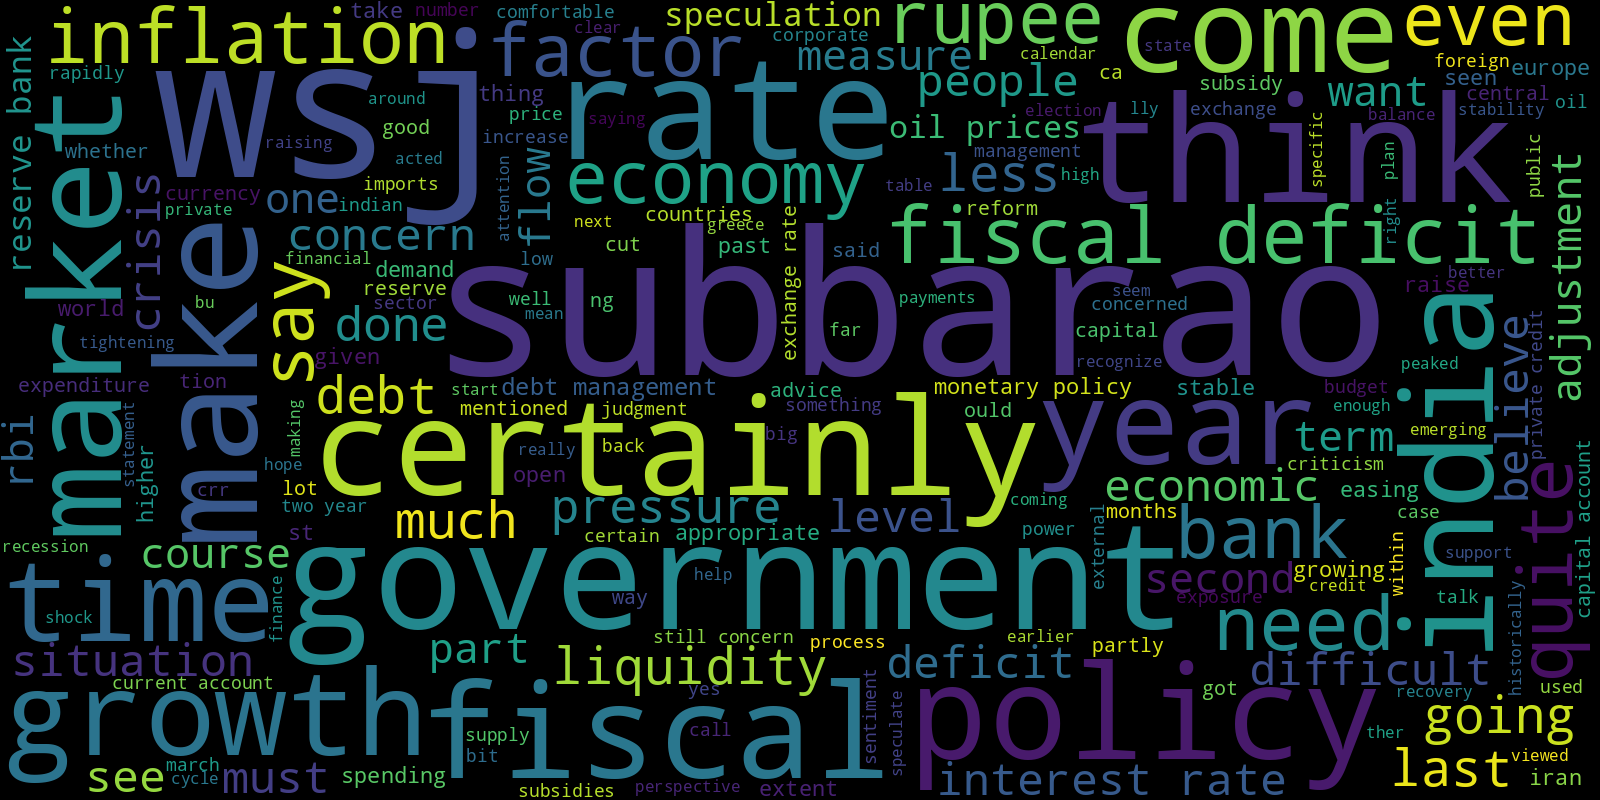 take number comfortable speculation rupee come even
inflation factor clear corporate measure calendar state foreign
rapidly wsj rate people ca subsidy want seen europe
reserve bank around thing price oil prices election lly exchange central stability oil
market whether raising good saying increase management think balance
crisis acted imports economy less high specific plan public
currency one indian flow attention table
private make concern countries next reform fiscal deficit right adjustment
financial demand low cut greece past said exchange rate
world say reserve sector subbarao better raise
bu well mean ng far payments seem concerned capital
tightening given done recognize india peaked believe
expenditure tion debt start debt management advice monetary policy stable budget private credit
rbi statement making mentioned judgment something ould year enough emerging
certainly back big term
higher hope really open criticism
crr lot two year pressure level coming economic easing quite
recession st much certain appropriate power months case capital account
course government external bank support
time help second growing within
shock finance way exposure credit need talk
situation part still concern process earlier partly historically
current account liquidity deficit difficult
growth fiscal yes sentiment policy got recovery used
supply call speculate ther going
see march cycle must spending bit interest rate last viewed
subsidies perspective extent iran